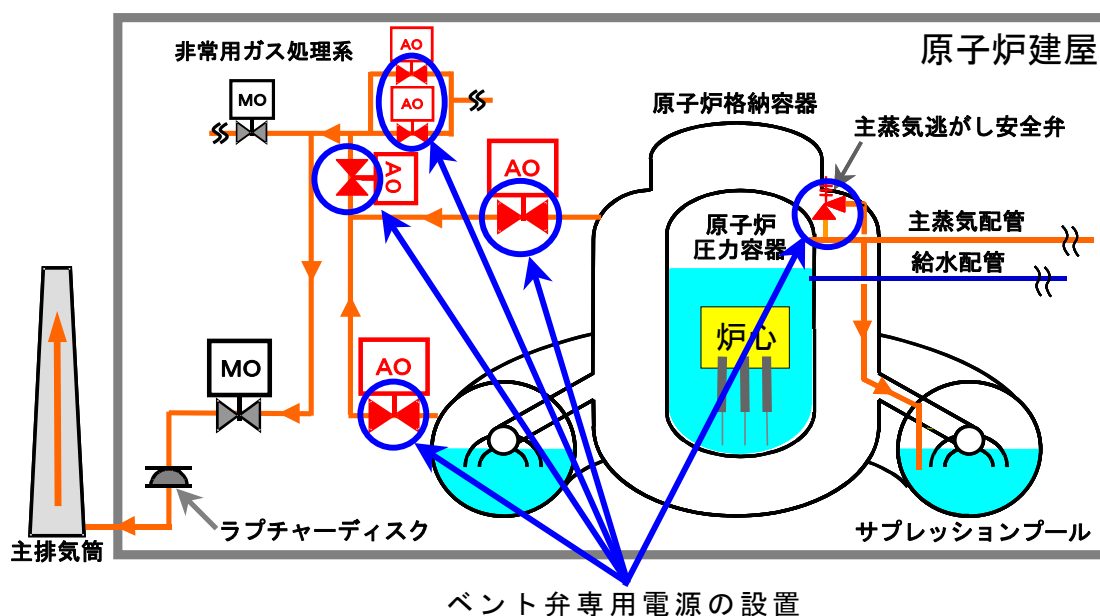 原子炉建屋
非常用ガス処理系
AO
MO
AO
原子炉格納容器
主蒸気逃がし安全弁
AO
AO
原子炉
圧力容器
主蒸気配管
給水配管
炉心
MO
AO
ラプチャーディスク
主排気筒
サプレッションプール
ベント弁専用電源の設置